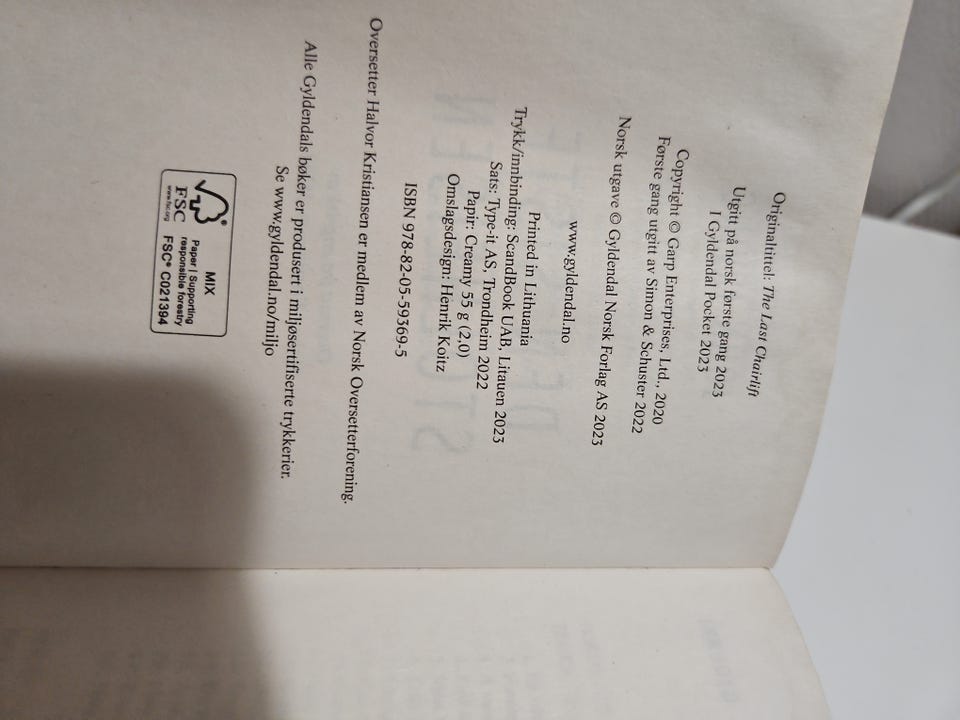 Originaltittel: The Last Chairlift
Utgitt på norsk første gang 2023
I Gyldendal Pocket 2023
Copyright © Garp Enterprises, Ltd., 2020
Første gang utgitt av Simon & Schuster 2022
Norsk utgave © Gyldendal Norsk Forlag AS 2023
www.gyldendal.no
Printed in Lithuania
Trykk/innbinding: ScandBook UAB, Litauen 2023
Sats: Type-it AS, Trondheim 2022
Papir: Creamy 55 g (2,0)
Omslagsdesign: Henrik Koitz
ISBN 978-82-05-59369-5
Oversetter Halvor Kristiansen er medlem av Norsk Oversetterforening.
Alle Gyldendals bøker er produsert i miljøsertifiserte trykkerier.
Se www.gyldendal.no/miljo
FSC
www.fsc.org
MIX
Paper | Supporting
responsible forestry
FSC® C021394